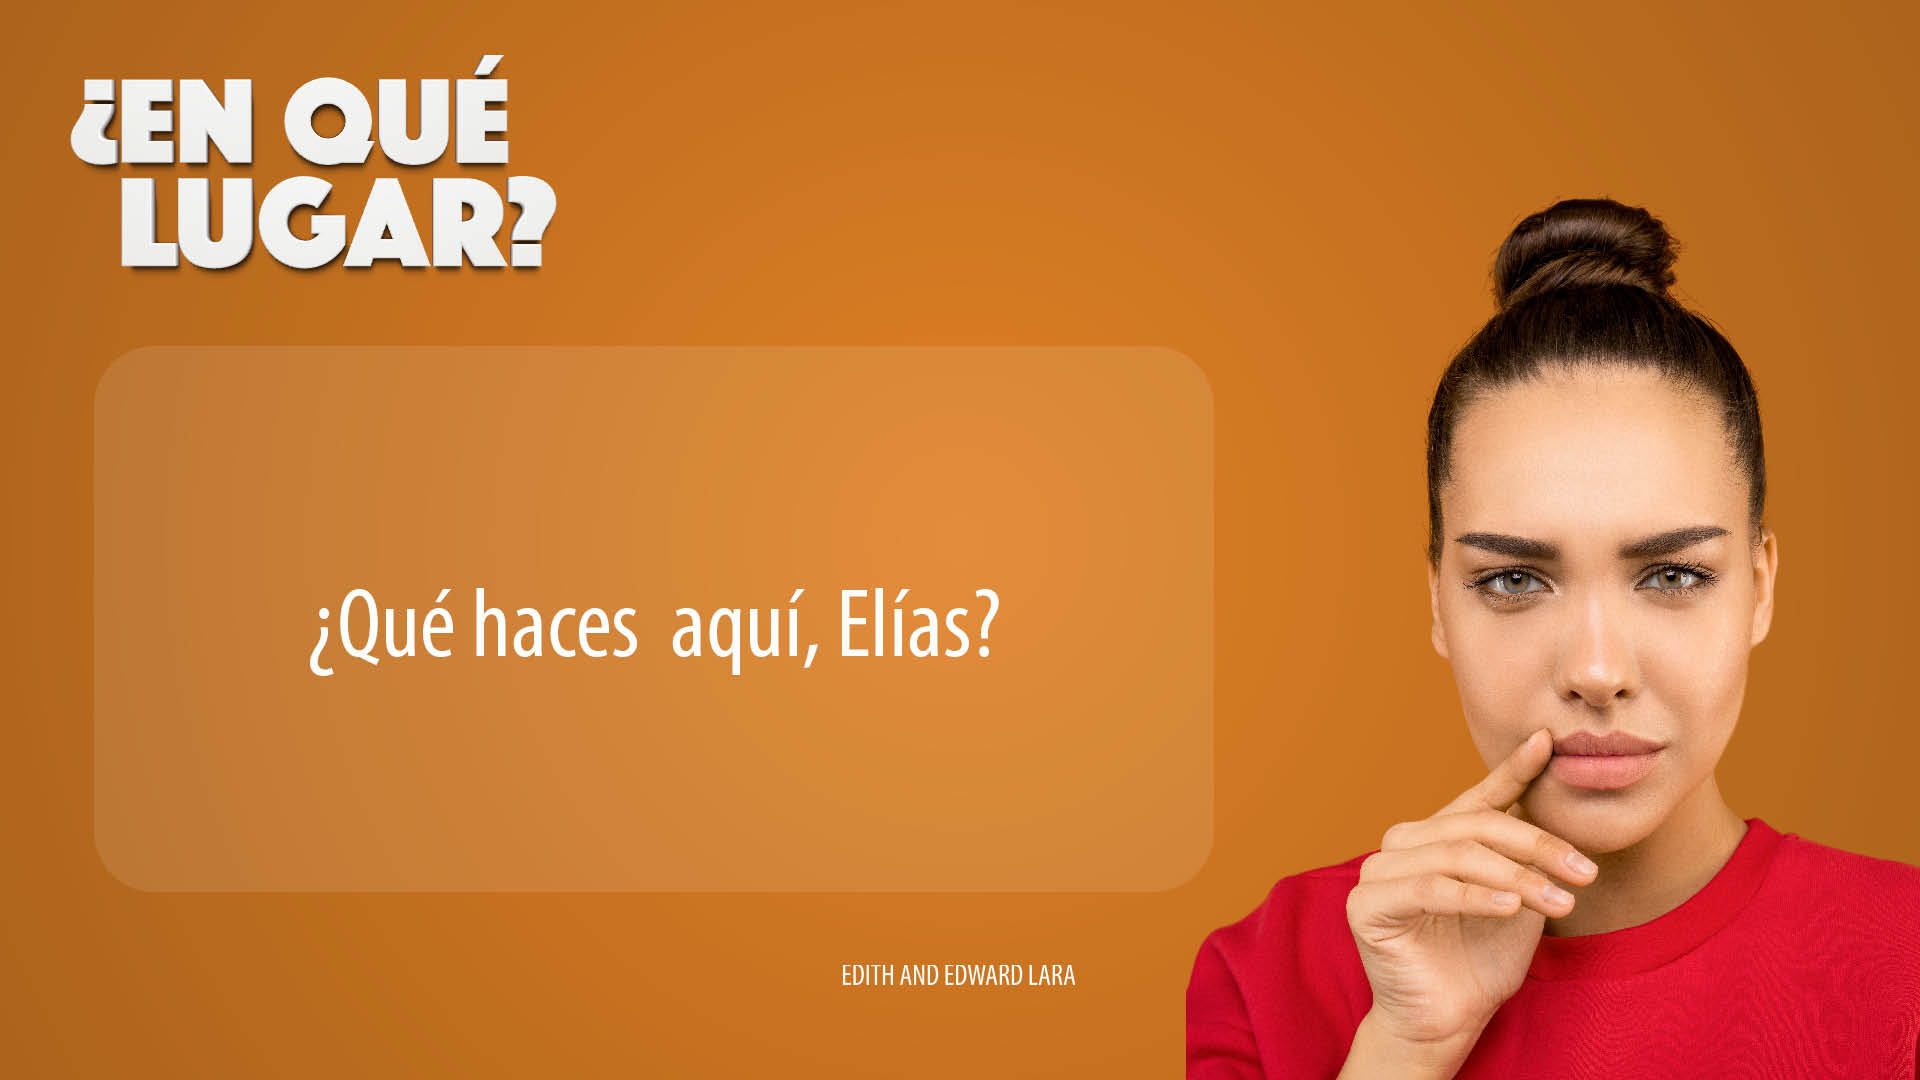 ¿EN QUÉ
LUGAR?
¿Qué haces  aquí, Elías?
EDITH AND EDWARD LARA